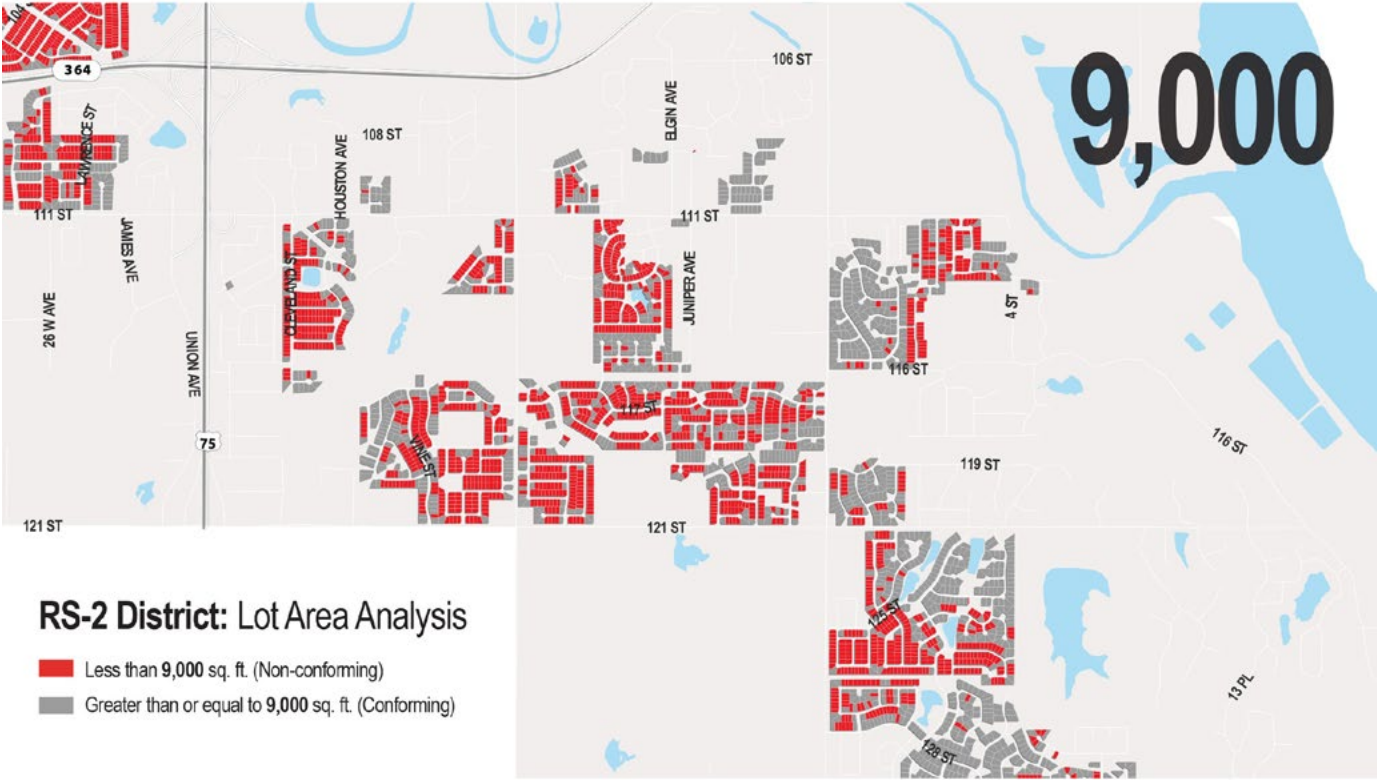 104
364
106 ST
9,000
LAWRENCE ST
HOUSTON AVE
108 ST
ELGIN AVE
111 ST
111 ST
JAMES AVE
CLEVELAND ST
JUNIPER AVE
26 W AVE
4 ST
UNION AVE
116 ST
117 ST
75
VINE ST
116 ST
119 ST
121 ST
121 ST
125 ST
13 PL
128 ST
RS-2 District: Lot Area Analysis
Less than 9,000 sq. ft. (Non-conforming)
Greater than or equal to 9,000 sq. ft. (Conforming)